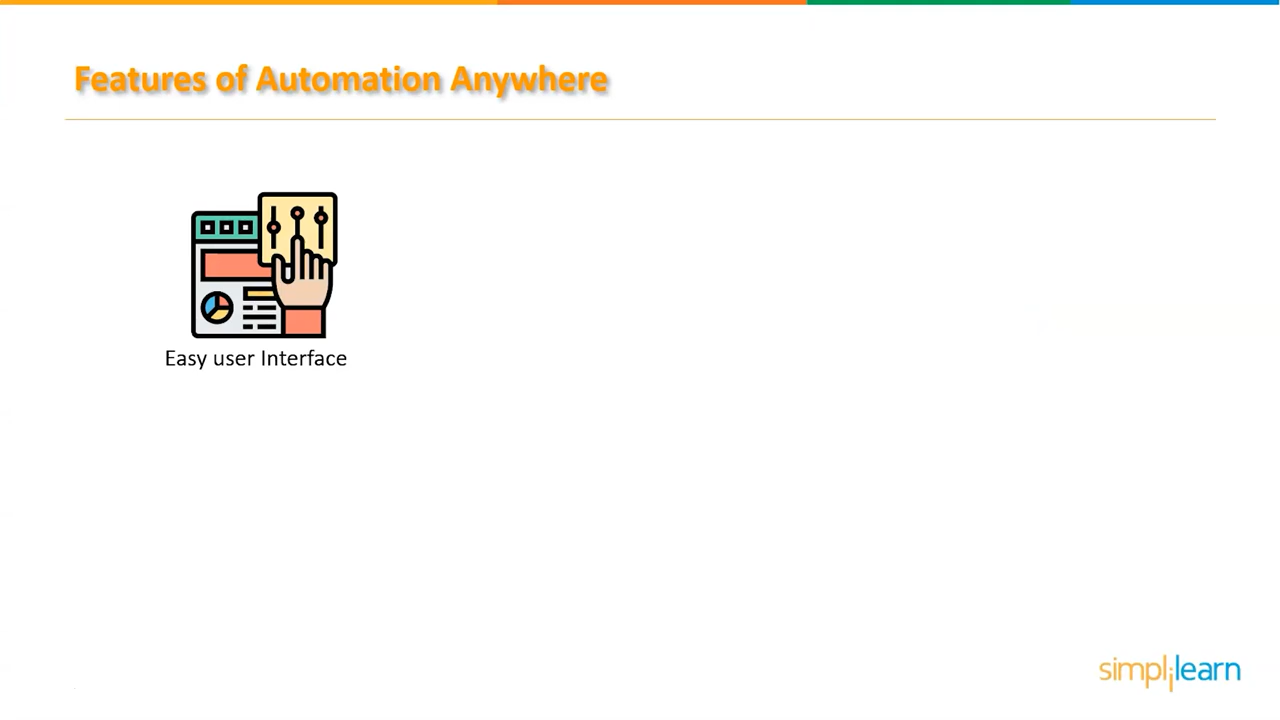 Features of Automation Anywhere
Easy user Interface
simplilearn